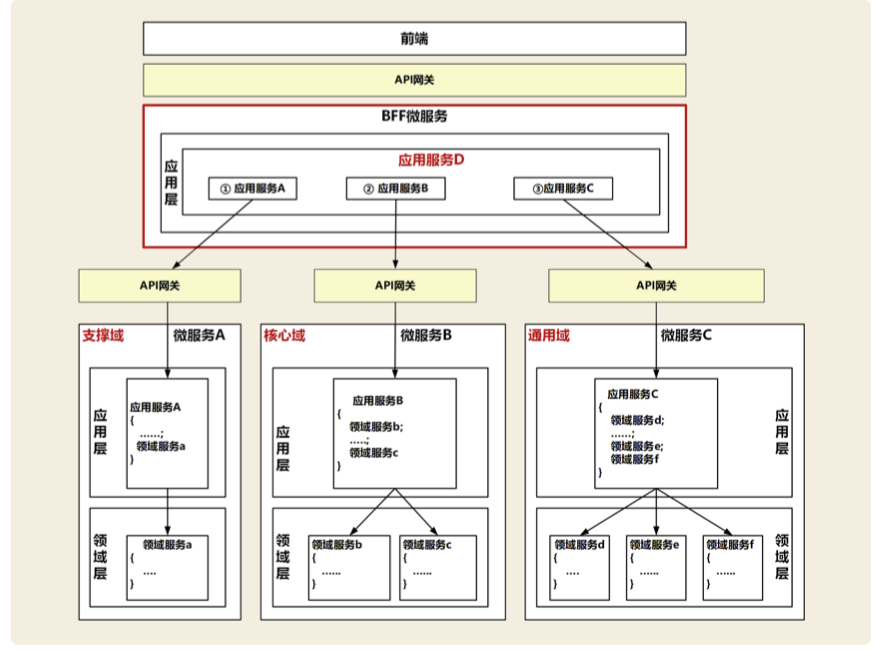 前端
API网关
BFF微服务
应用层
应用服务D
① 应用服务A
② 应用服务B
③应用服务C
API网关
API网关
API网关
支撑域
微服务A
应用层
应用服务A
{
......;
领域服务a
}
领域层
领域服务a
{
....
}
核心域
微服务B
应用层
应用服务B
{
领域服务b;
.....;
领域服务c
}
领域层
领域服务b
{
......
}
领域服务c
{
......
}
通用域
微服务C
应用服务C
{
领域服务d;
......;
领域服务e;
领域服务f
}
应用层
领域服务d
{
....
}
领域服务e
{
......
}
领域服务f
{
......
}
领域层